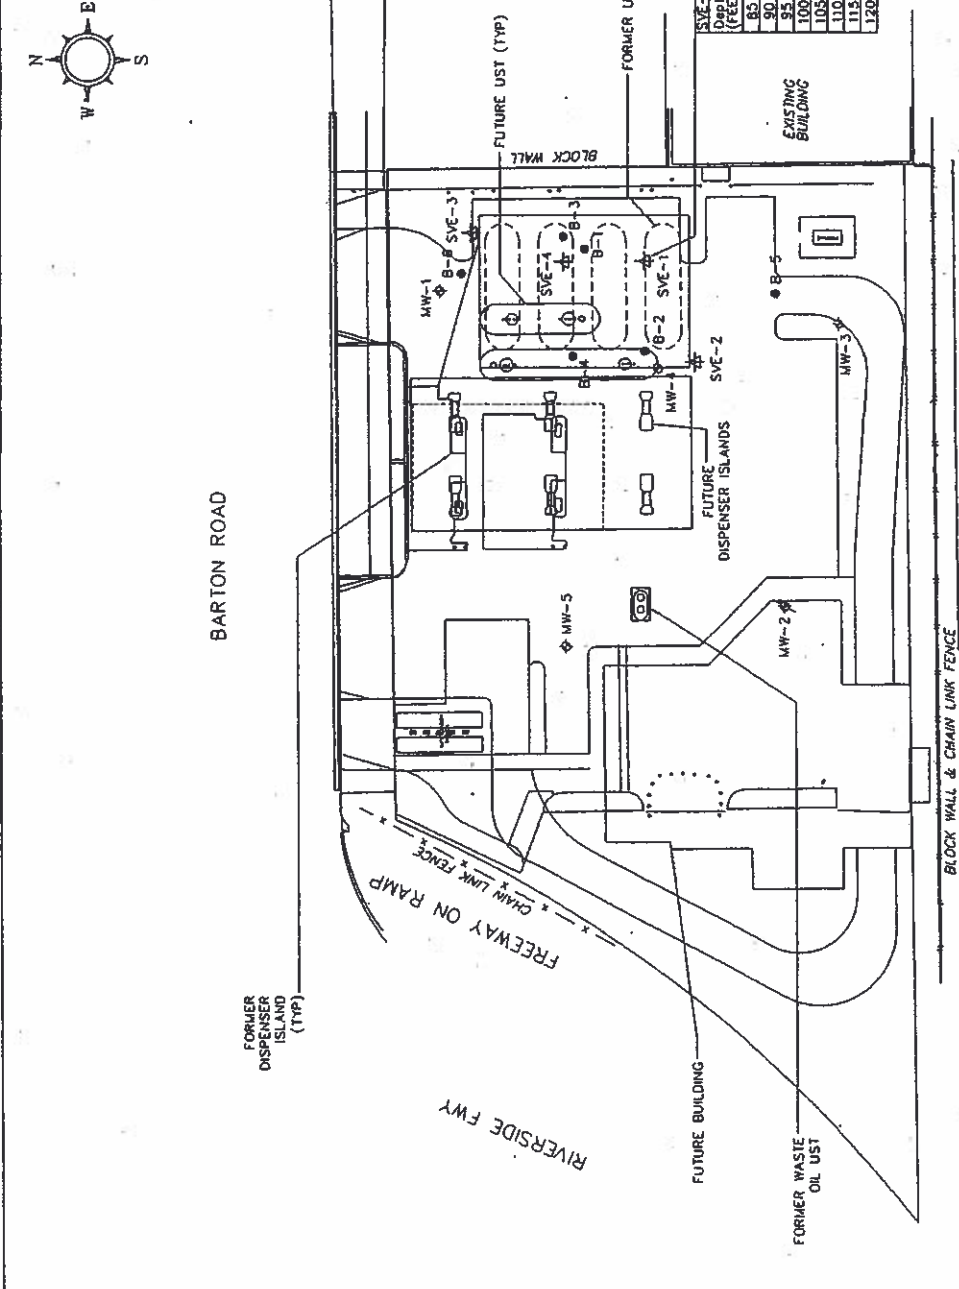 N
E
S
W
BARTON ROAD
FORMER
DISPENSER
ISLAND
(TYP)
RIVERSIDE FWY
FREEWAY ON RAMP
CHAIN LINK FENCE
FUTURE BUILDING
FORMER WASTE
OIL UST
MW-5
MW-2
FUTURE
DISPENSER ISLANDS
MW-4
SVE-2
B-2
B-4
SVE-1
B-1
SVE-4
B-3
SVE-3
MW-1
B-6
FUTURE UST (TYP)
BLOCK WALL
FORMER U
B-5
MW-3
EXISTING
BUILDING
BLOCK WALL & CHAIN LINK FENCE
SVE-
Dept
(FEE
85
90
95
100
105
110
115
120